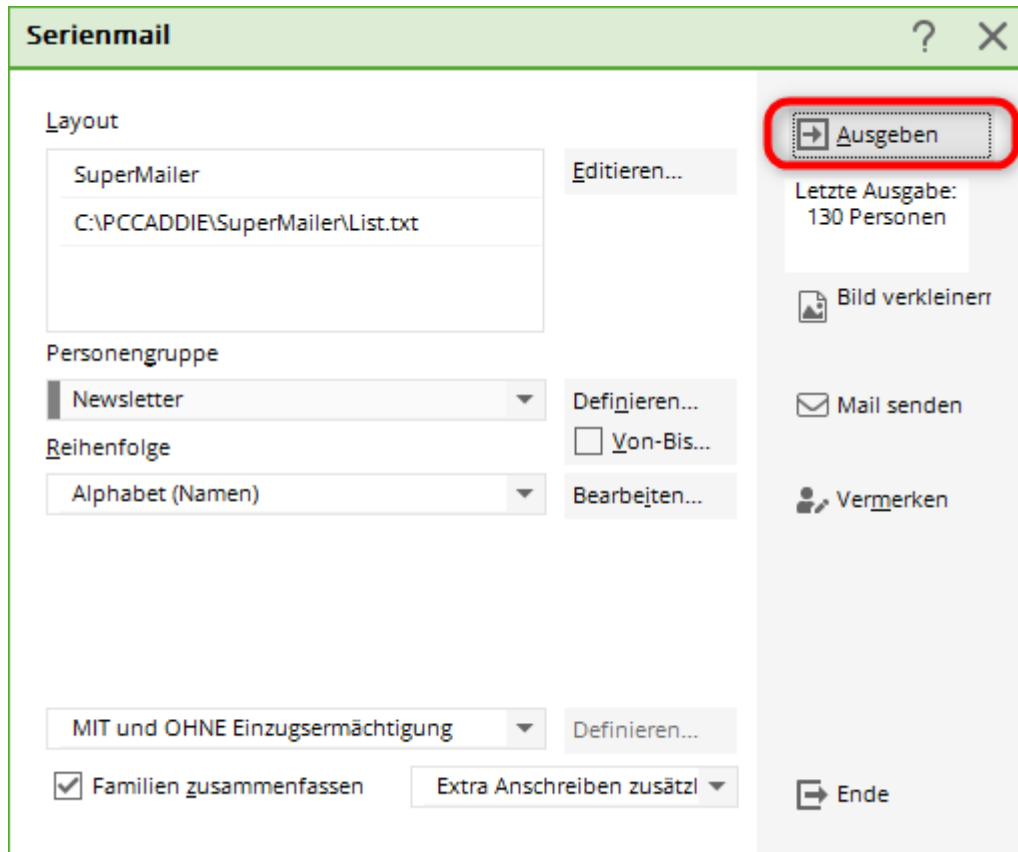 Serienmail
Layout
SuperMailer
C:\PCCADDIE\SuperMailer\List.txt
Editieren...
Personengruppe
Newsletter
Definieren...
Von-Bis...
Reihenfolge
Alphabet (Namen)
Bearbeiten...
MIT und OHNE Einzugsermächtigung
Definieren...
Familien zusammenfassen
Extra Anschreiben zusätzl
Ausgeben
Letzte Ausgabe:
130 Personen
Bild verkleinerr
Mail senden
Vermerken
Ende